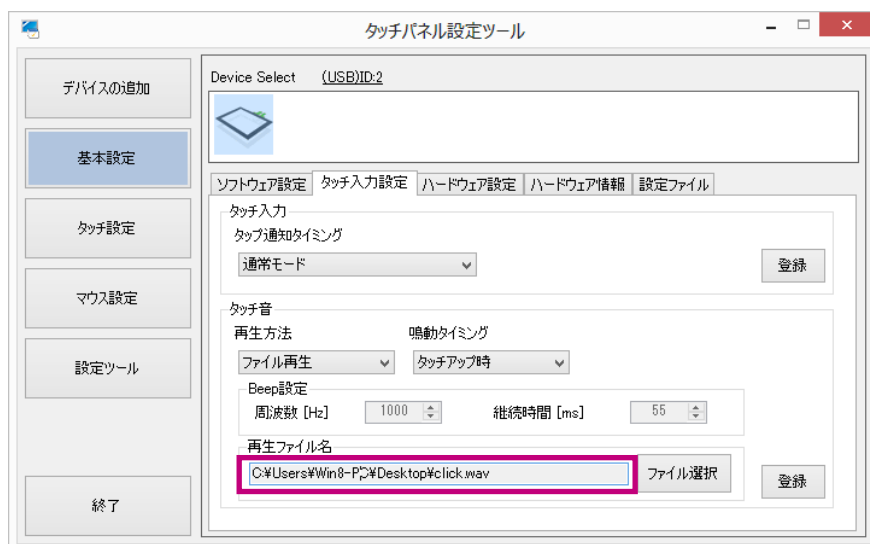 タッチパネル設定ツール
デバイスの追加
基本設定
タッチ設定
マウス設定
設定ツール
終了
Device Select (USB)ID:2
ソフトウェア設定 タッチ入力設定 ハードウェア設定 ハードウェア情報 設定ファイル
タッチ入力
タップ通知タイミング
通常モード
登録
タッチ音
再生方法 鳴動タイミング
ファイル再生 タッチアップ時
Beep設定
周波数 [Hz] 1000 継続時間 [ms] 55
再生ファイル名
C:¥Users¥Win8-PC¥Desktop¥click.wav ファイル選択
登録